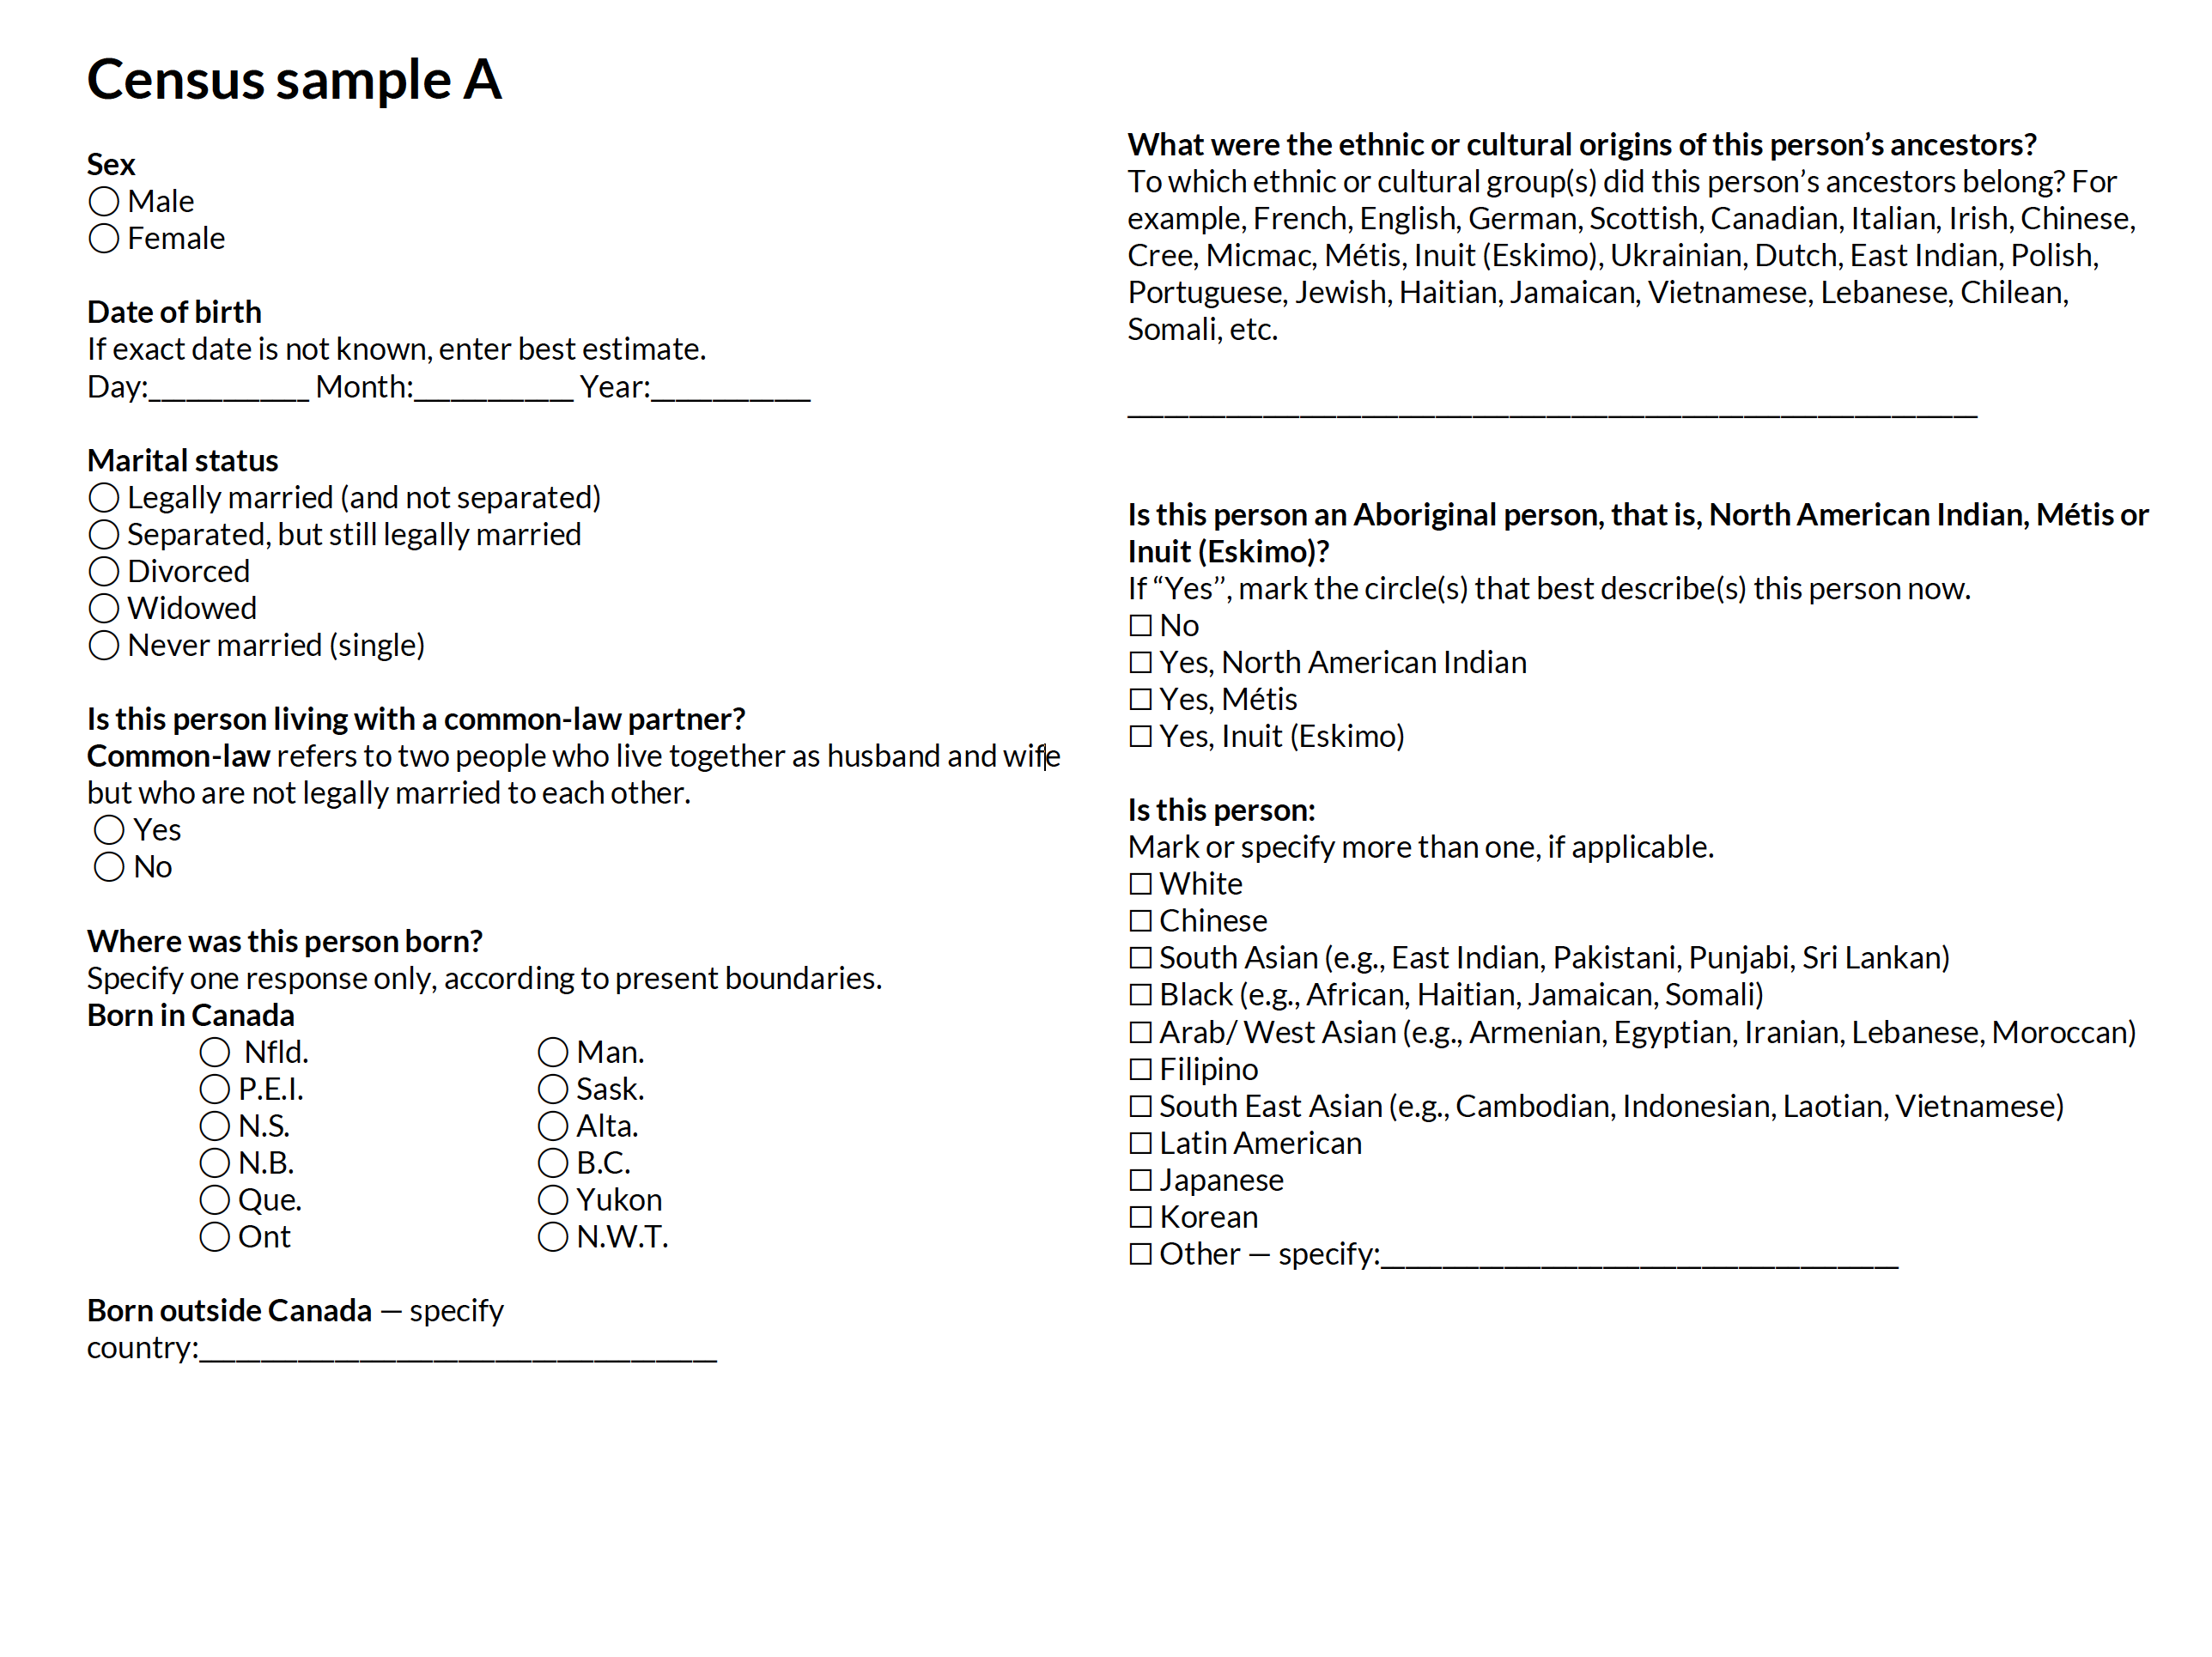 Census sample A
Sex
◯ Male
◯ Female
Date of birth
If exact date is not known, enter best estimate.
Day:_____________ Month:_____________ Year:_____________
Marital status
◯ Legally married (and not separated)
◯ Separated, but still legally married
◯ Divorced
◯ Widowed
◯ Never married (single)
Is this person living with a common-law partner?
Common-law refers to two people who live together as husband and wife
but who are not legally married to each other.
◯ Yes
◯ No
Where was this person born?
Specify one response only, according to present boundaries.
Born in Canada
◯ Nfld. ◯ Man.
◯ P.E.I. ◯ Sask.
◯ N.S. ◯ Alta.
◯ N.B. ◯ B.C.
◯ Que. ◯ Yukon
◯ Ont ◯ N.W.T.
Born outside Canada — specify
country:__________________________________________
What were the ethnic or cultural origins of this person’s ancestors?
To which ethnic or cultural group(s) did this person’s ancestors belong? For
example, French, English, German, Scottish, Canadian, Italian, Irish, Chinese,
Cree, Micmac, Métis, Inuit (Eskimo), Ukrainian, Dutch, East Indian, Polish,
Portuguese, Jewish, Haitian, Jamaican, Vietnamese, Lebanese, Chilean,
Somali, etc.
_____________________________________________________________________
Is this person an Aboriginal person, that is, North American Indian, Métis or
Inuit (Eskimo)?
If “Yes”, mark the circle(s) that best describe(s) this person now.
☐ No
☐ Yes, North American Indian
☐ Yes, Métis
☐ Yes, Inuit (Eskimo)
Is this person:
Mark or specify more than one, if applicable.
☐ White
☐ Chinese
☐ South Asian (e.g., East Indian, Pakistani, Punjabi, Sri Lankan)
☐ Black (e.g., African, Haitian, Jamaican, Somali)
☐ Arab/ West Asian (e.g., Armenian, Egyptian, Iranian, Lebanese, Moroccan)
☐ Filipino
☐ South East Asian (e.g., Cambodian, Indonesian, Laotian, Vietnamese)
☐ Latin American
☐ Japanese
☐ Korean
☐ Other — specify:__________________________________________